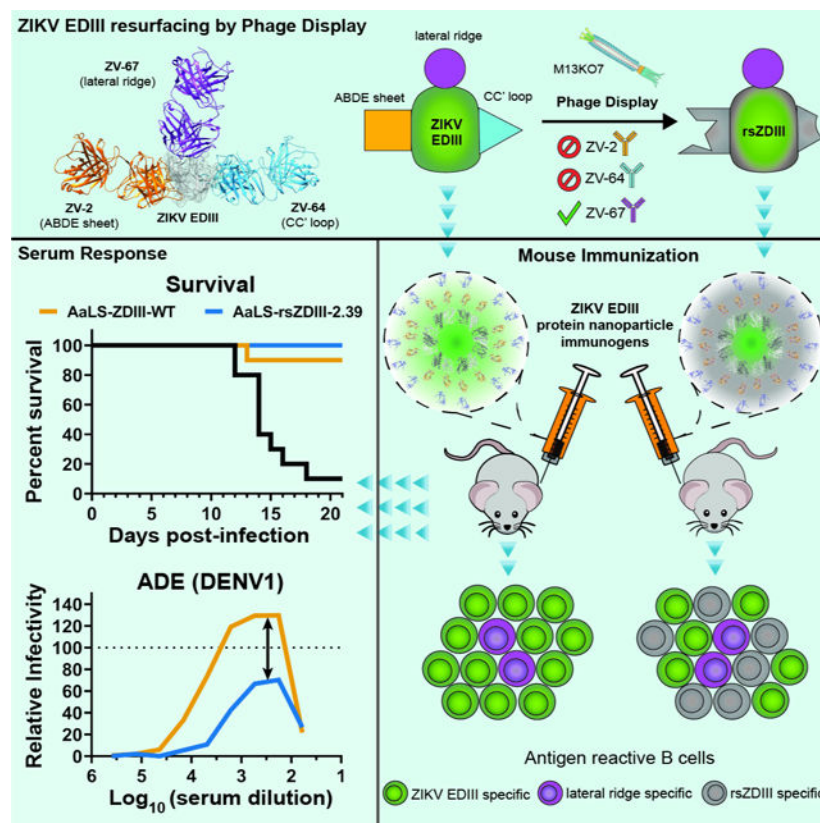 ZIKV EDIII resurfacing by Phage Display
ZV-67
(lateral ridge)
ZV-2
(ABDE sheet)
ZIKV EDIII
ZV-64
(CC' loop)
lateral ridge
ABDE sheet
CC' loop
ZIKV
EDIII
M13KO7
Phage Display
ZV-2
ZV-64
ZV-67
rsZDIII
Serum Response
Survival
AaLS-ZDIII-WT
AaLS-rsZDIII-2.39
Percent survival
100
80
60
40
20
0
0
5
10
15
20
Days post-infection
ADE (DENV1)
Relative Infectivity
140
120
100
80
60
40
20
0
6
5
4
3
2
1
Log10 (serum dilution)
Mouse Immunization
ZIKV EDIII
protein nanoparticle
immunogens
Antigen reactive B cells
ZIKV EDIII specific
lateral ridge specific
rsZDIII specific